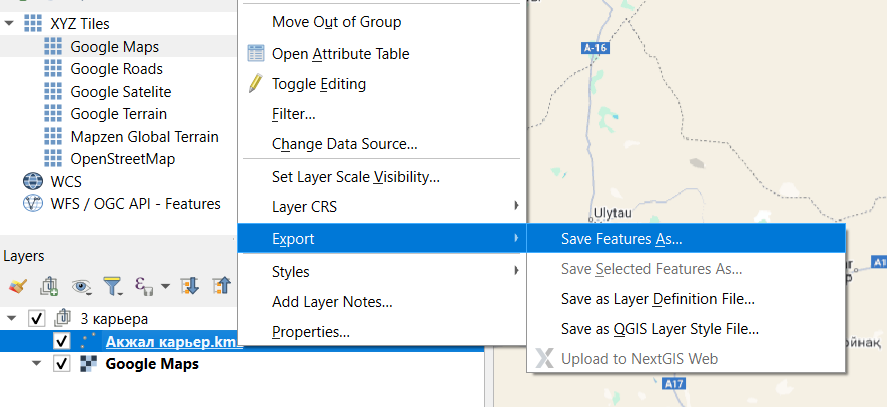 XYZ Tiles
Google Maps
Google Roads
Google Satelite
Google Terrain
Mapzen Global Terrain
OpenStreetMap
WCS
WFS / OGC API - Features
Layers
3 карьера
Акжал карьер.km
Google Maps
Move Out of Group
Open Attribute Table
Toggle Editing
Filter...
Change Data Source...
Set Layer Scale Visibility...
Layer CRS
Export
Styles
Add Layer Notes...
Properties...
Save Features As...
Save Selected Features As...
Save as Layer Definition File...
Save as QGIS Layer Style File...
Upload to NextGIS Web
A-16
Ulytau
A17